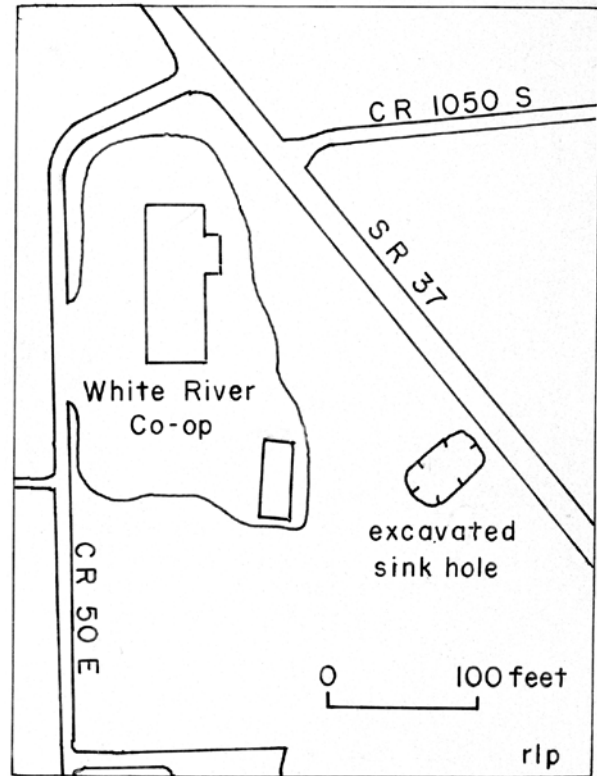 CR 1050 S
SR 37
White River
Co-op
excavated
sink hole
CR 50 E
0 100 feet
rlp